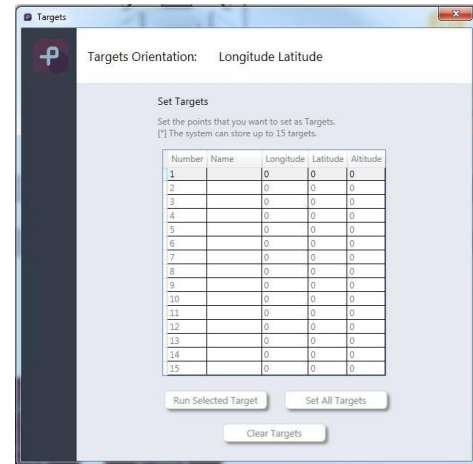 Targets
Targets Orientation: Longitude Latitude
Set Targets
Set the points that you want to set as Targets.
[*] The system can store up to 15 targets.
Number Name Longitude Latitude Altitude
1 0 0 0
2 0 0 0
3 0 0 0
4 0 0 0
5 0 0 0
6 0 0 0
7 0 0 0
8 0 0 0
9 0 0 0
10 0 0 0
11 0 0 0
12 0 0 0
13 0 0 0
14 0 0 0
15 0 0 0
Run Selected Target Set All Targets
Clear Targets